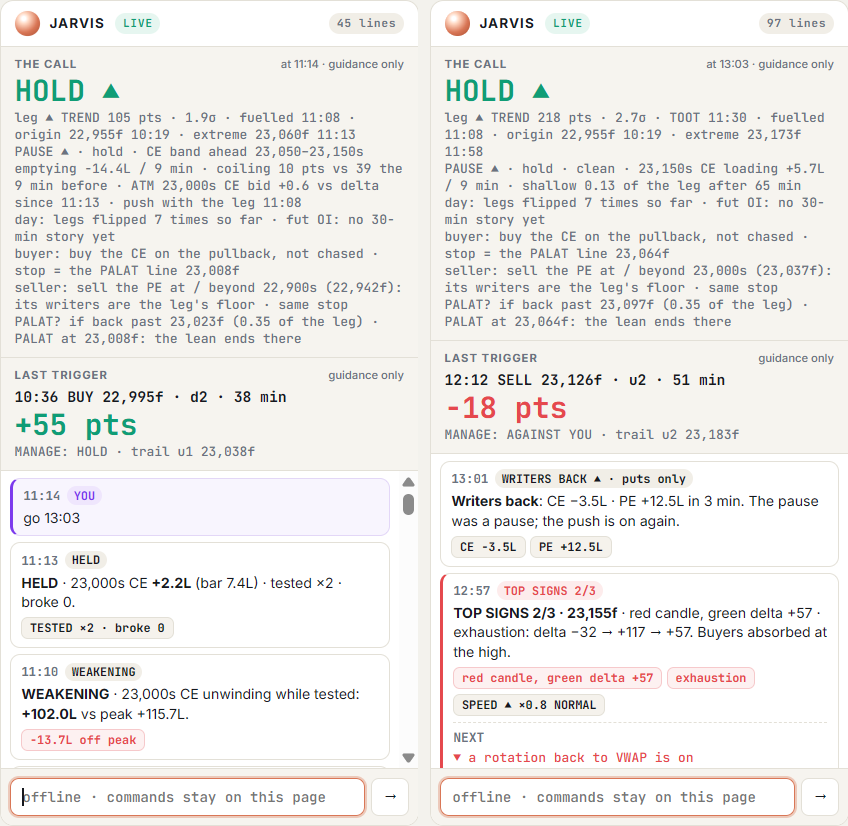 JARVIS LIVE 45 lines
THE CALL at 11:14 · guidance only
HOLD ▲
leg ▲ TREND 105 pts · 1.9σ · fuelled 11:08 ·
origin 22,955f 10:19 · extreme 23,060f 11:13
PAUSE ▲ · hold · CE band ahead 23,050–23,150s
emptying -14.4L / 9 min · coiling 10 pts vs 39 the
9 min before · ATM 23,000s CE bid +0.6 vs delta
since 11:13 · push with the leg 11:08
day: legs flipped 7 times so far · fut OI: no 30-
min story yet
buyer: buy the CE on the pullback, not chased ·
stop = the PALAT line 23,008f
seller: sell the PE at / beyond 22,900s (22,942f):
its writers are the leg's floor · same stop
PALAT? if back past 23,023f (0.35 of the leg) ·
PALAT at 23,008f: the lean ends there
LAST TRIGGER guidance only
10:36 BUY 22,995f · d2 · 38 min
+55 pts
MANAGE: HOLD · trail u1 23,038f
11:14 YOU
go 13:03
11:13 HELD
HELD · 23,000s CE +2.2L (bar 7.4L) · tested ×2 ·
broke 0.
TESTED ×2 · broke 0
11:10 WEAKENING
WEAKENING · 23,000s CE unwinding while tested:
+102.0L vs peak +115.7L.
-13.7L off peak
offline · commands stay on this page →
JARVIS LIVE 97 lines
THE CALL at 13:03 · guidance only
HOLD ▲
leg ▲ TREND 218 pts · 2.7σ · TOOT 11:30 · fuelled
11:08 · origin 22,955f 10:19 · extreme 23,173f
11:58
PAUSE ▲ · hold · clean · 23,150s CE loading +5.7L
/ 9 min · shallow 0.13 of the leg after 65 min
day: legs flipped 7 times so far · fut OI: no 30-
min story yet
buyer: buy the CE on the pullback, not chased ·
stop = the PALAT line 23,064f
seller: sell the PE at / beyond 23,000s (23,037f):
its writers are the leg's floor · same stop
PALAT? if back past 23,097f (0.35 of the leg) ·
PALAT at 23,064f: the lean ends there
LAST TRIGGER guidance only
12:12 SELL 23,126f · u2 · 51 min
-18 pts
MANAGE: AGAINST YOU · trail u2 23,183f
13:01 WRITERS BACK ▲ · puts only
Writers back: CE −3.5L · PE +12.5L in 3 min. The pause
was a pause; the push is on again.
CE -3.5L PE +12.5L
12:57 TOP SIGNS 2/3
TOP SIGNS 2/3 · 23,155f · red candle, green delta +57 ·
exhaustion: delta −32 → +117 → +57. Buyers absorbed at
the high.
red candle, green delta +57 exhaustion
SPEED ▲ ×0.8 NORMAL
NEXT
▼ a rotation back to VWAP is on
offline · commands stay on this page →